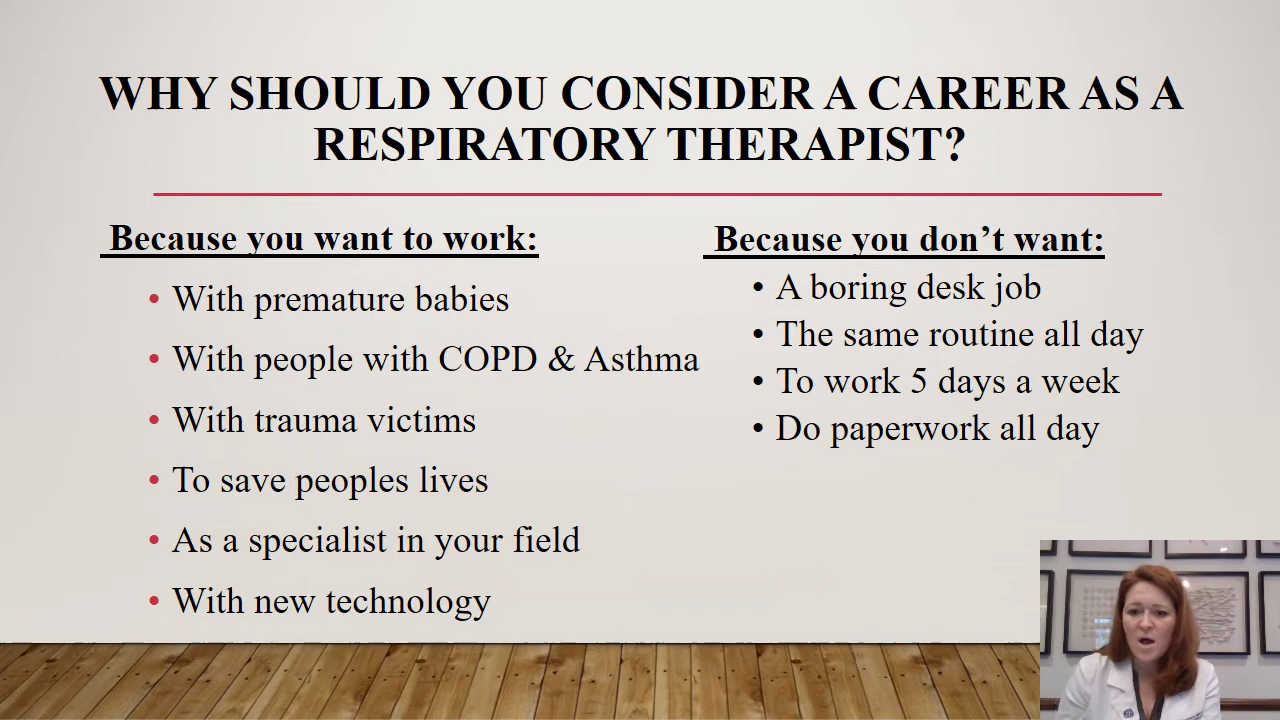 WHY SHOULD YOU CONSIDER A CAREER AS A
RESPIRATORY THERAPIST?
Because you want to work:
• With premature babies
• With people with COPD & Asthma
• With trauma victims
• To save peoples lives
• As a specialist in your field
• With new technology
Because you don’t want:
• A boring desk job
• The same routine all day
• To work 5 days a week
• Do paperwork all day